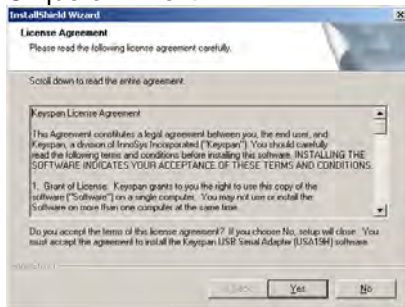 InstallShield Wizard
License Agreement
Please read the following license agreement carefully.
Scroll down to read the entire agreement.
Keyspan License Agreement
This Agreement constitutes a legal agreement between you, the end user, and
Keyspan, a division of InnoSys Incorporated ("Keyspan"). You should carefully
read the following terms and conditions before installing this software. INSTALLING THE
SOFTWARE INDICATES YOUR ACCEPTANCE OF THESE TERMS AND CONDITIONS.
1. Grant of License. Keyspan grants to you the right to use this copy of the
software ("Software") on a single computer. You may not use or install the
Software on more than one computer at the same time.
Do you accept the terms of this license agreement? If you choose No, setup will close. You
must accept the agreement to install the Keyspan USB Serial Adapter (USA19H) software.
InstallShield
< Back
Yes
No